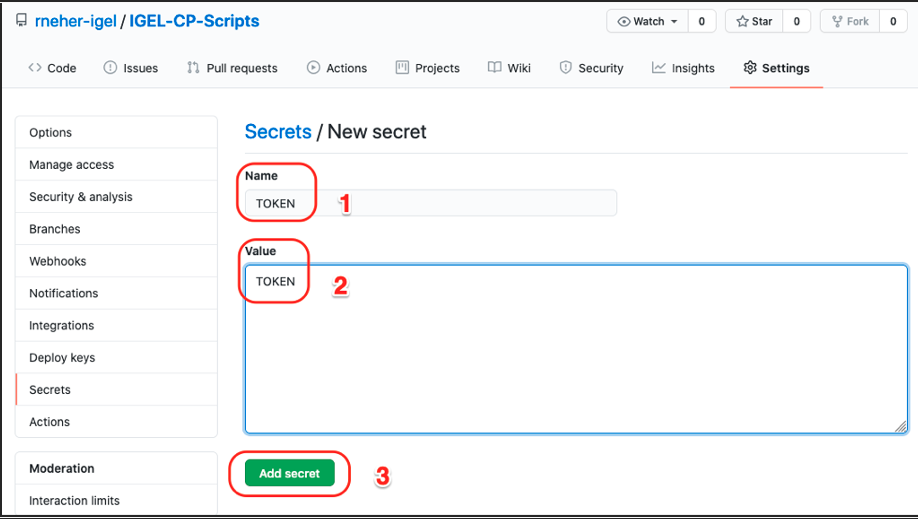 rneher-igel / IGEL-CP-Scripts
Watch 0 Star 0 Fork 0
Code Issues Pull requests Actions Projects Wiki Security Insights Settings
Options
Manage access
Security & analysis
Branches
Webhooks
Notifications
Integrations
Deploy keys
Secrets
Actions
Moderation
Interaction limits
Secrets / New secret
Name
TOKEN 1
Value
TOKEN 2
Add secret 3